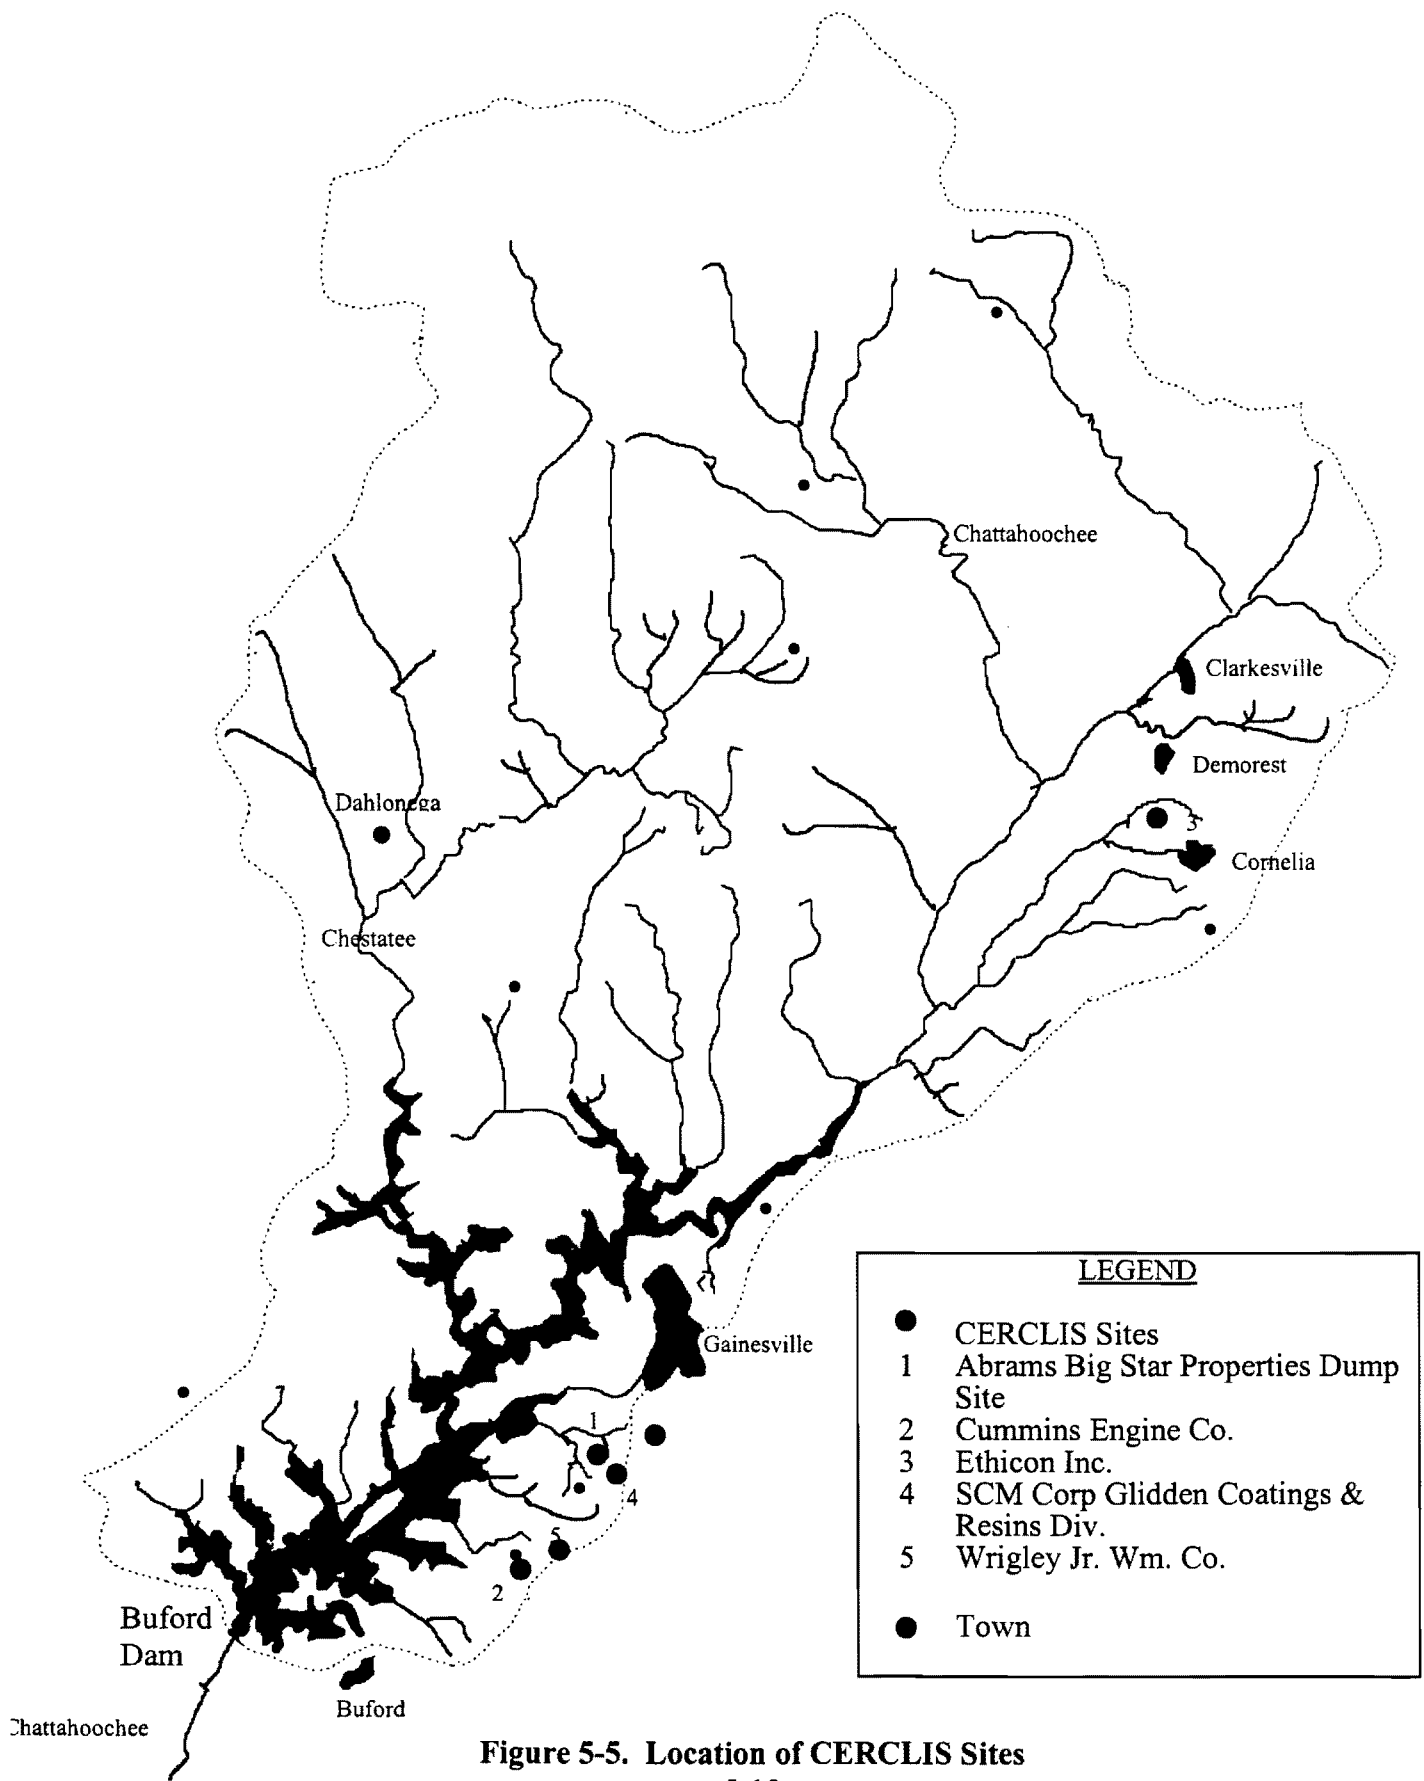 Chattahoochee
Clarkesville
Demorest
Dahlonega
3
Cornelia
Chestatee
Gainesville
1
4
5
2
Buford
Dam
Buford
LEGEND
CERCLIS Sites
1 Abrams Big Star Properties Dump
Site
2 Cummins Engine Co.
3 Ethicon Inc.
4 SCM Corp Glidden Coatings &
Resins Div.
5 Wrigley Jr. Wm. Co.
Town
Chattahoochee
Figure 5-5. Location of CERCLIS Sites